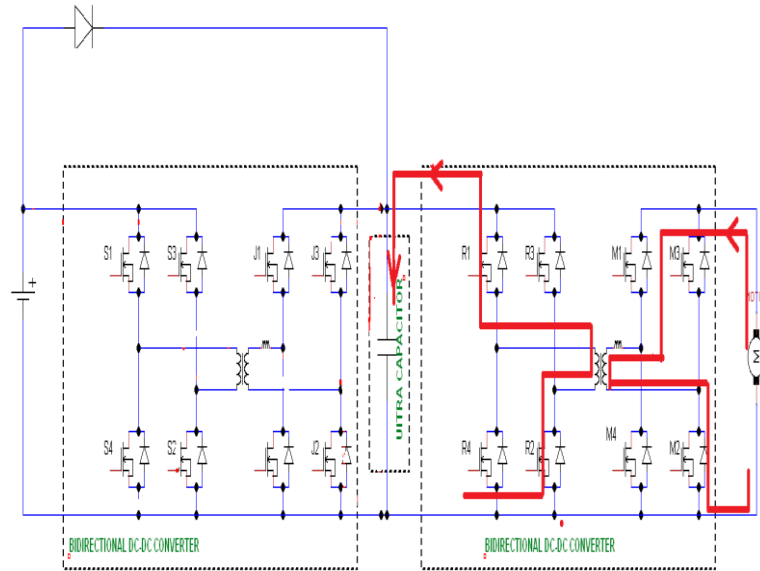 S1
S3
J1
J3
R1
R3
M1
M3
+
M
S4
S2
J2
R4
R2
M4
M2
UITRA CAPACITOR
BIDIRECTIONAL DC-DC CONVERTER
BIDIRECTIONAL DC-DC CONVERTER